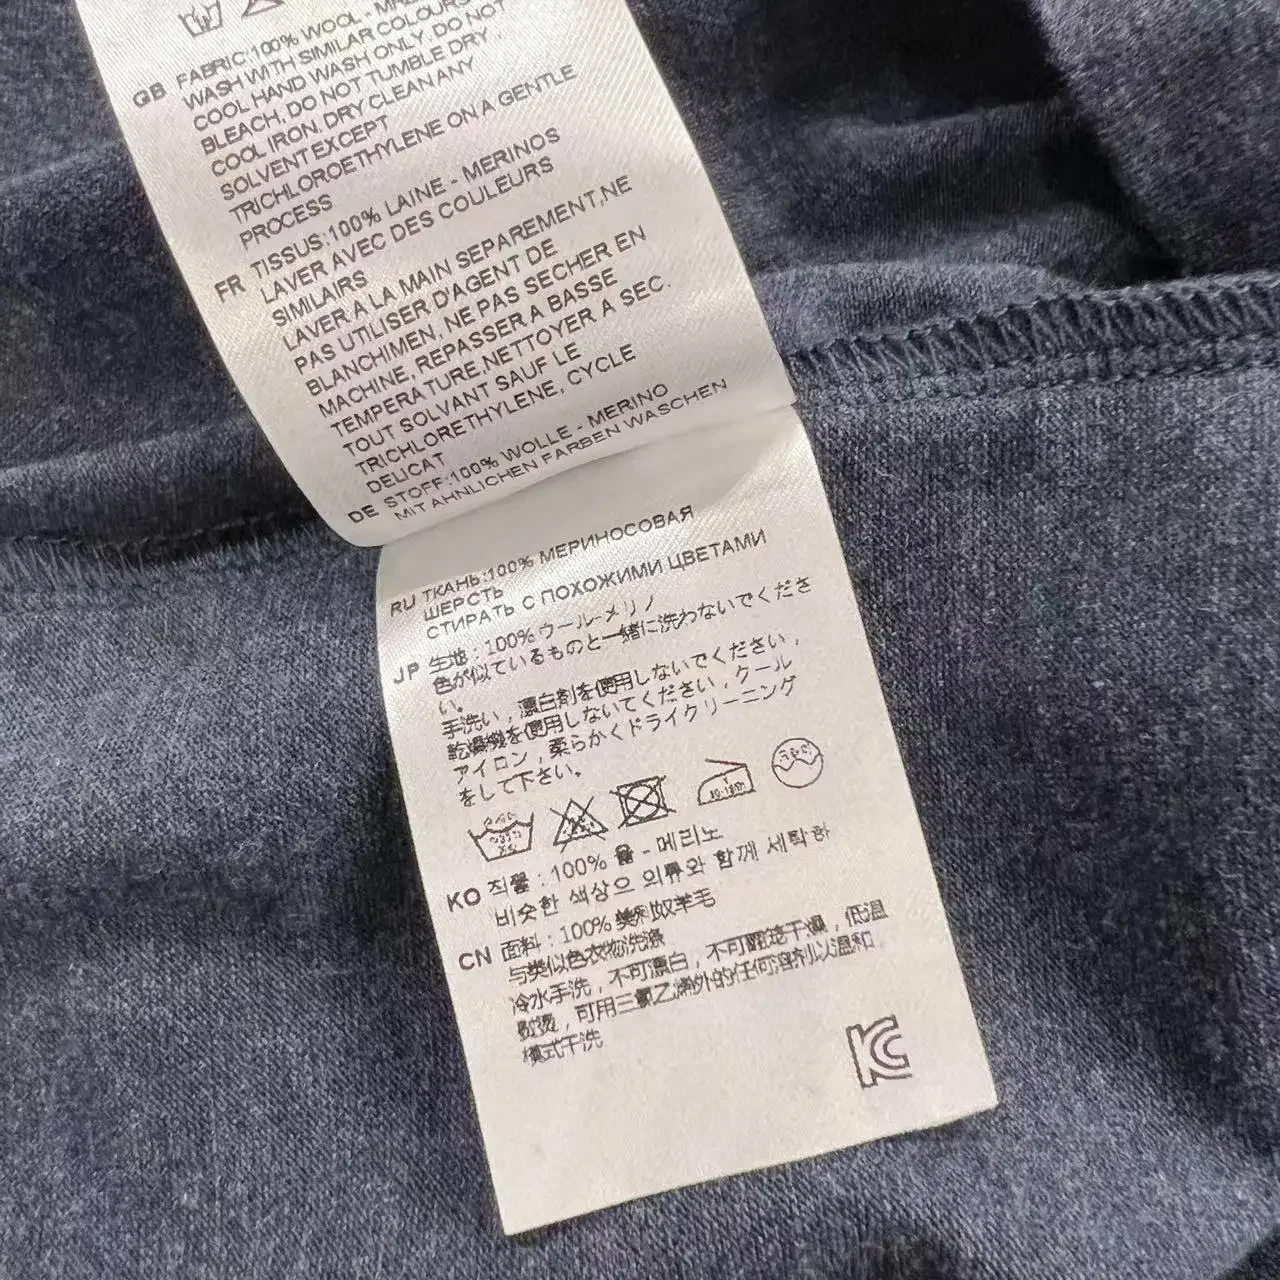 GB FABRIC:100% WOOL - 
WASH WITH SIMILAR COLOURS
COOL HAND WASH ONLY. DO NOT
BLEACH, DO NOT TUMBLE DRY,
COOL IRON. DRY CLEAN ANY
SOLVENT EXCEPT
TRICHLOROETHYLENE ON A GENTLE
PROCESS
FR TISSUS:100% LAINE - MERINOS
LAVER AVEC DES COULEURS
SIMILAIRS
LAVER A LA MAIN SEPAREMENT,NE
PAS UTILISER D'AGENT DE
BLANCHIMEN, NE PAS SECHER EN
MACHINE, REPASSER A BASSE
TEMPERATURE,NETTOYER A SEC.
TOUT SOLVANT SAUF LE
TRICHLORETHYLENE, CYCLE
DELICAT
DE STOFF:100% WOLLE - MERINO
MIT AHNLICHEN FARBEN WASCHEN
RU ТКАНЬ:100% МЕРИНОСОВАЯ
ШЕРСТЬ
СТИРАТЬ С ПОХОЖИМИ ЦВЕТАМИ
JP 生地 : 100% ウール-メリノ
色が似ているものと一緒に洗わないでくださ
い。
手洗い , 漂白剤を使用しないでください ,
乾燥機を使用しないてください , クール
アイロン , 柔らかくドライクリーニング
をして下さい。
KO 직물 : 100% 울 - 메리노
비슷한 색상으 의류와 함께 세탁하
CN 面料 : 100% 美利奴羊毛
与类似色衣物洗涤
冷水手洗 , 不可漂白 , 不可 干燥 , 低温
熨烫 , 可用三氯乙烯外的任何溶剂以温和
模式干洗
KC